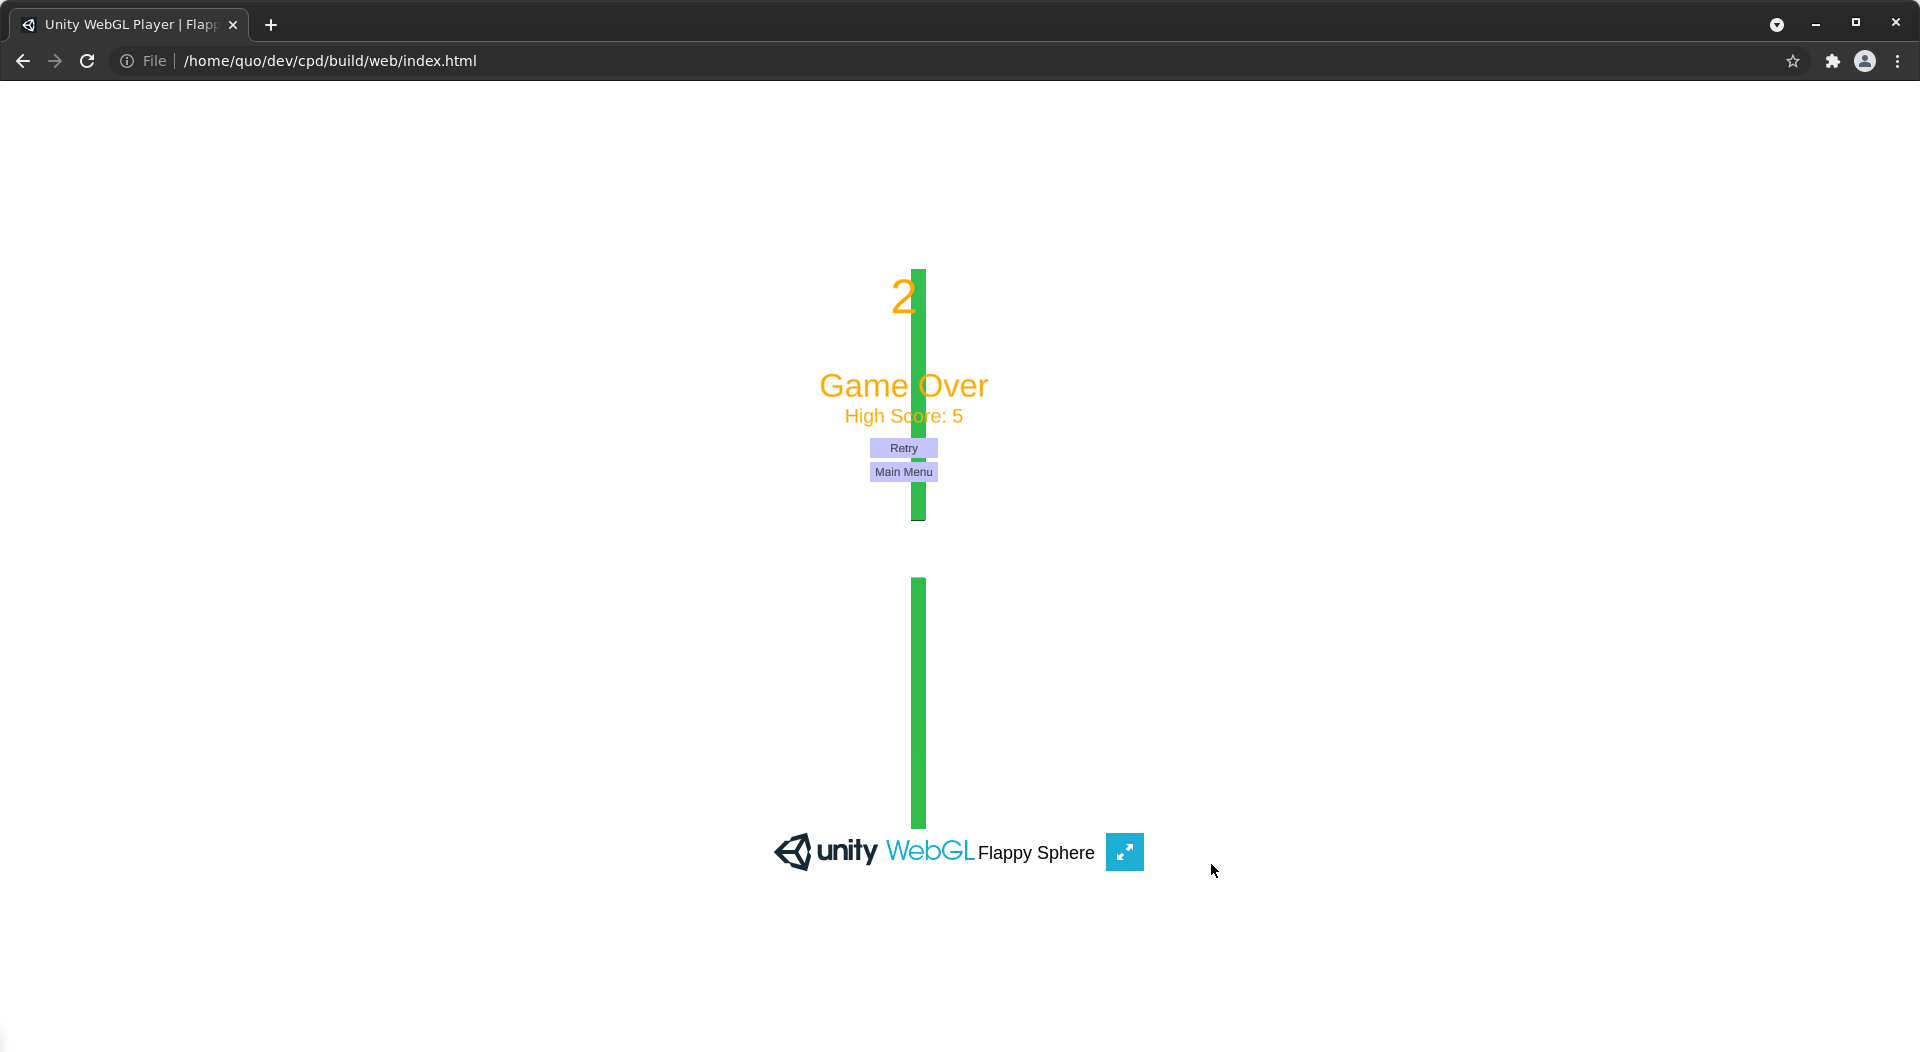 Unity WebGL Player | Flapp
File /home/quo/dev/cpd/build/web/index.html
2
Game Over
High Score: 5
Retry
Main Menu
unity WebGL Flappy Sphere